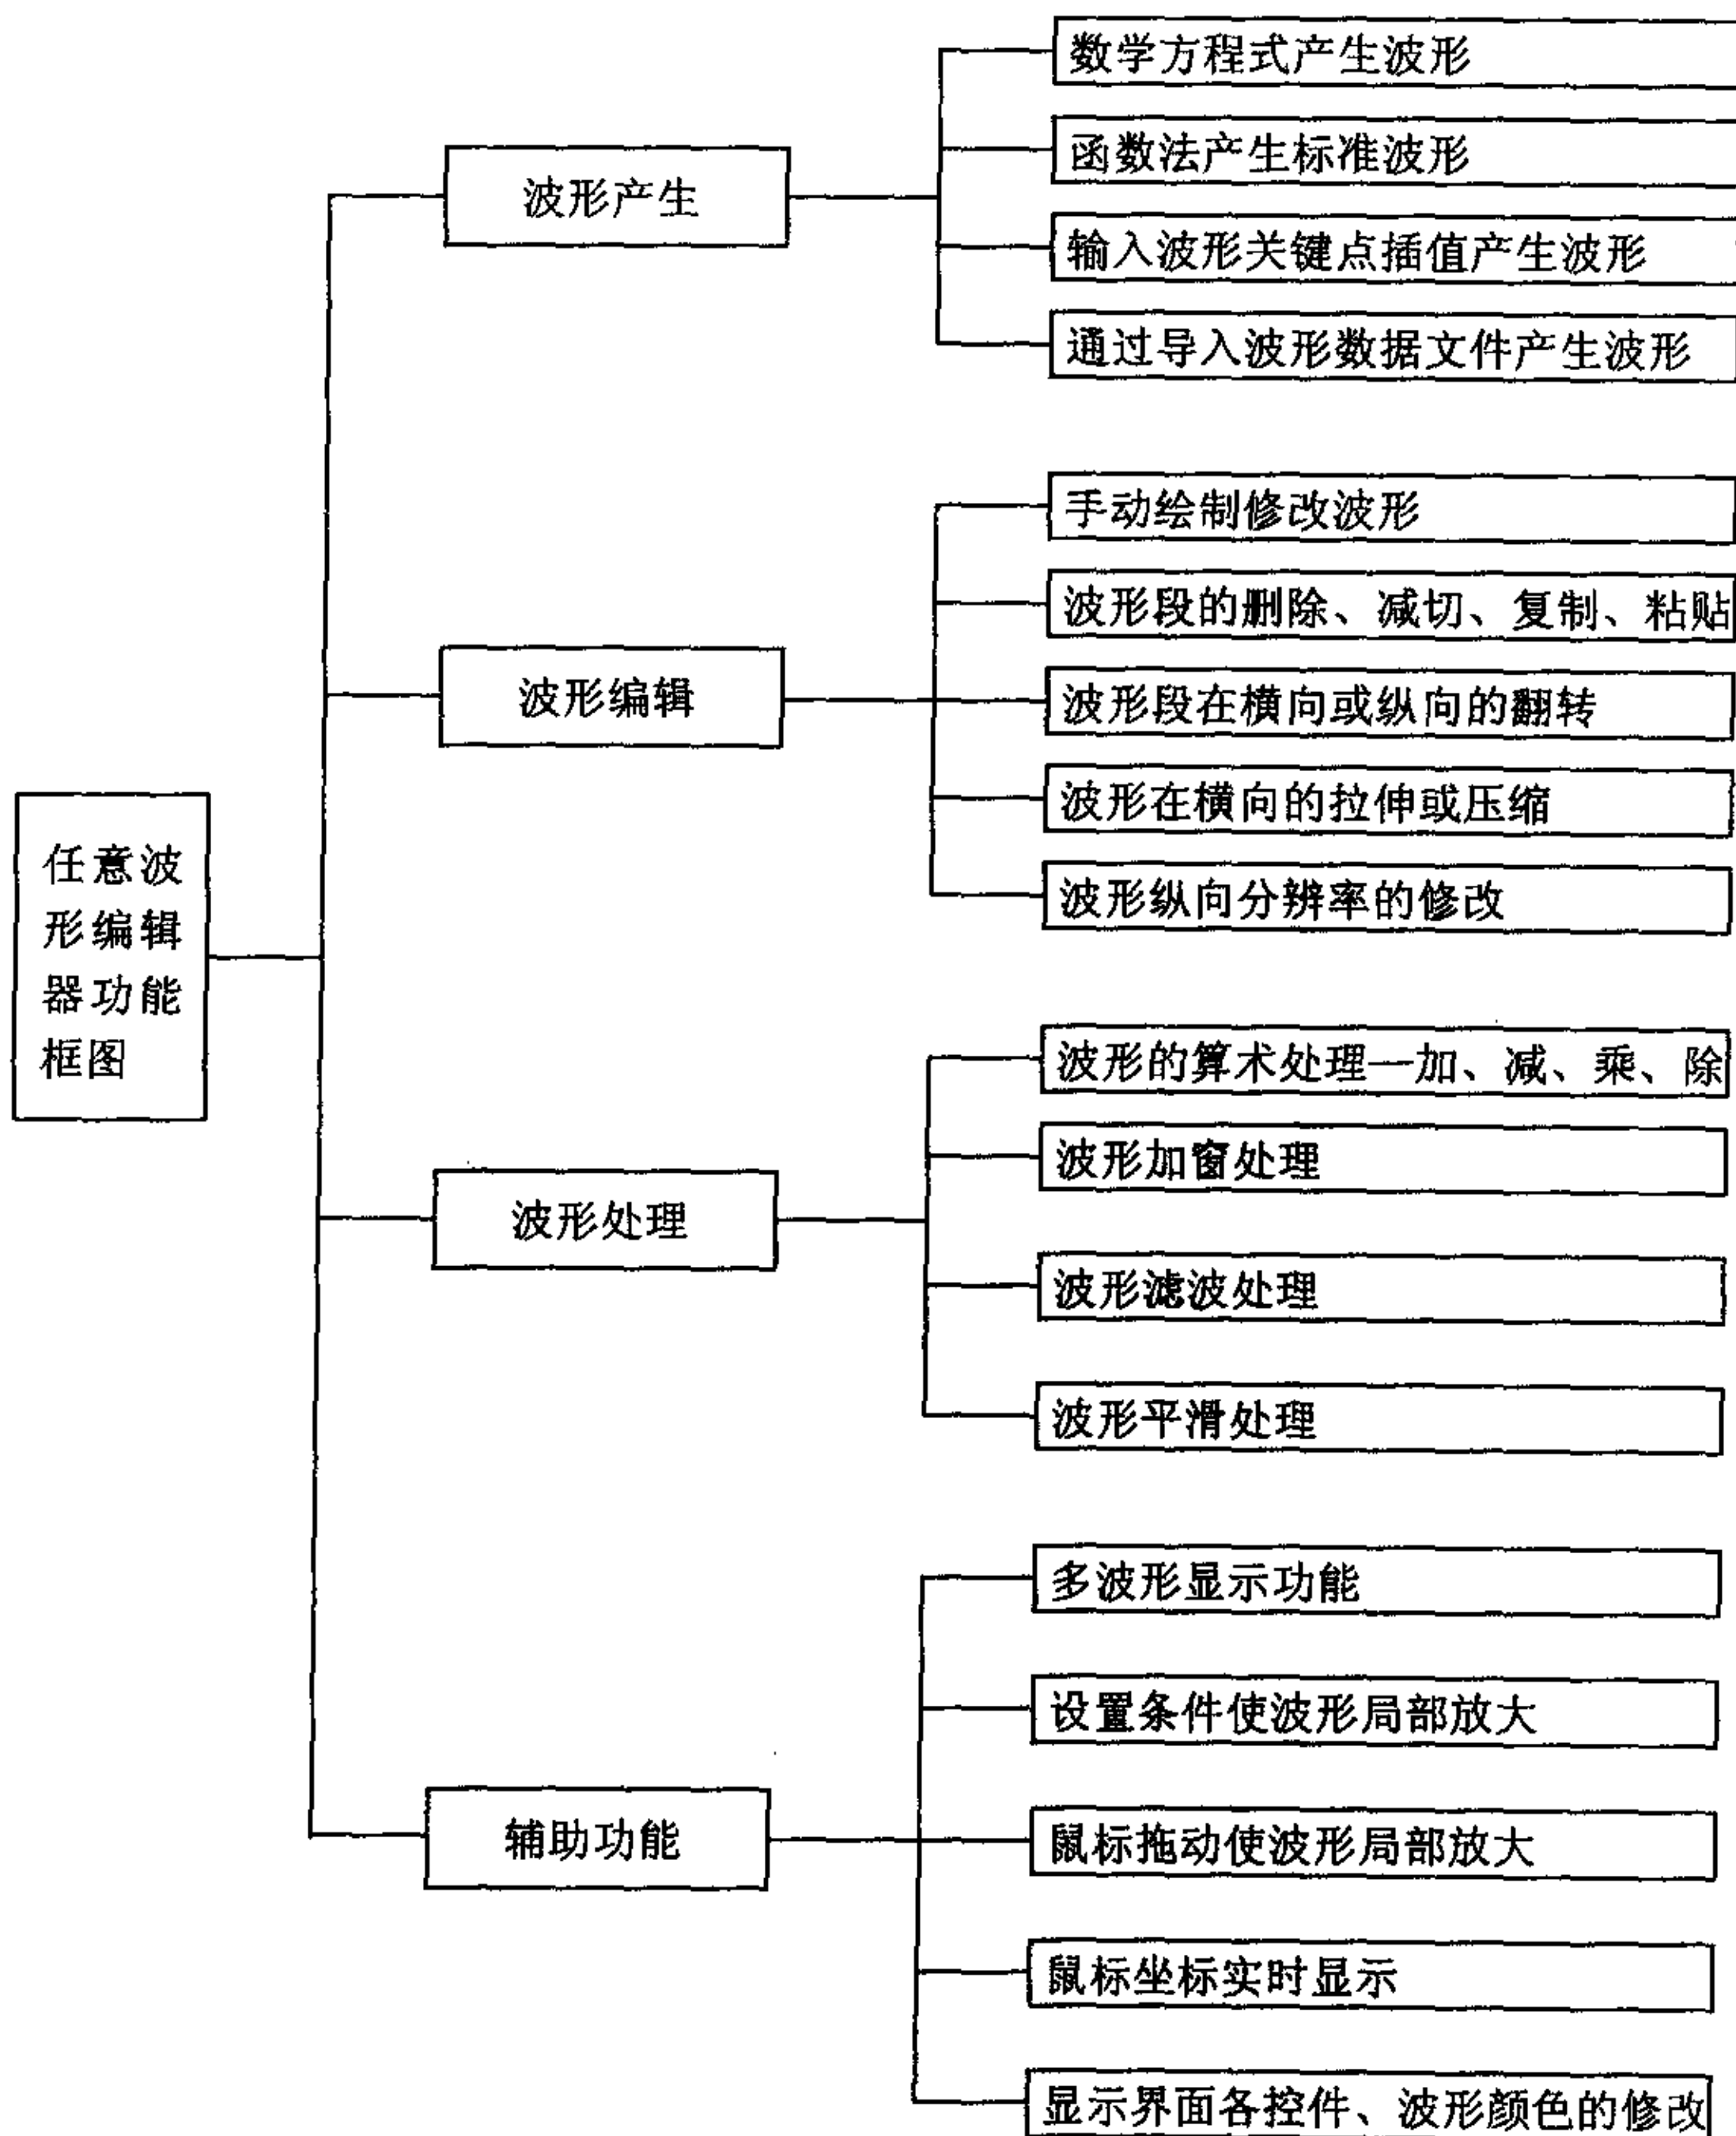 任意波
形编辑
器功能
框图
波形产生
数学方程式产生波形
函数法产生标准波形
输入波形关键点插值产生波形
通过导入波形数据文件产生波形
波形编辑
手动绘制修改波形
波形段的删除、减切、复制、粘贴
波形段在横向或纵向的翻转
波形在横向的拉伸或压缩
波形纵向分辨率的修改
波形处理
波形的算术处理—加、减、乘、除
波形加窗处理
波形滤波处理
波形平滑处理
辅助功能
多波形显示功能
设置条件使波形局部放大
鼠标拖动使波形局部放大
鼠标坐标实时显示
显示界面各控件、波形颜色的修改